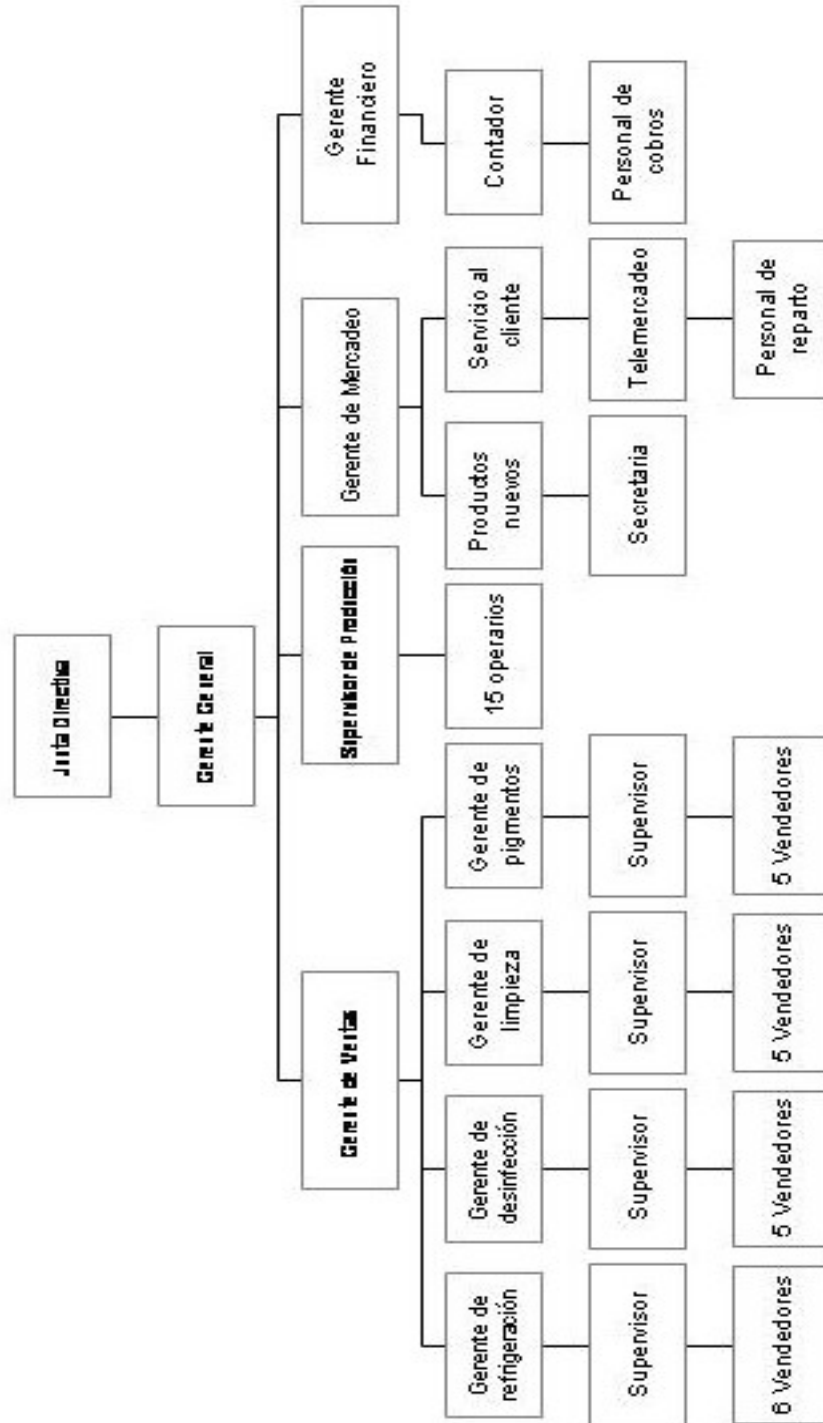 Junta Directiva
Gerente General
Gerente de Ventas
Supervisor de Producción
Gerente de Mercadeo
Gerente
Financiero
Gerente de
refrigeración
Gerente de
desinfección
Gerente de
limpieza
Gerente de
pigmentos
15 operarios
Productos
nuevos
Servicio al
cliente
Contador
Supervisor
Supervisor
Supervisor
Supervisor
Secretaria
Telemercadeo
Personal de
cobros
6 Vendedores
5 Vendedores
5 Vendedores
5 Vendedores
Personal de
reparto